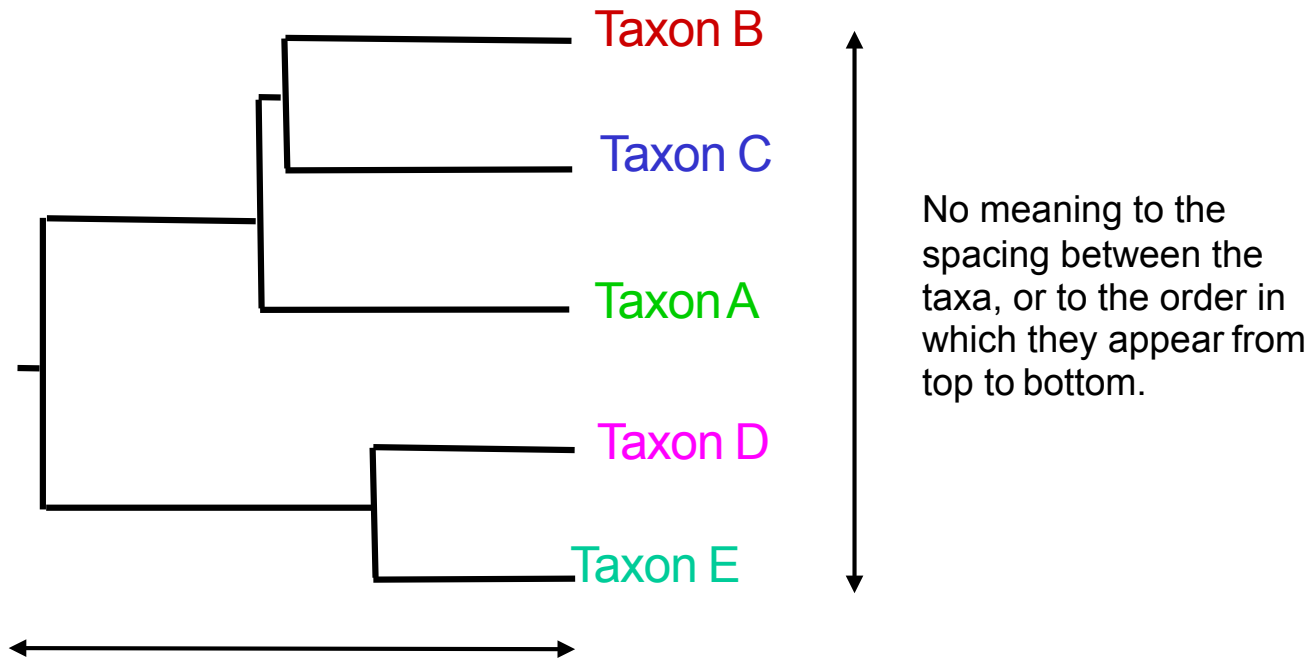 Taxon B
Taxon C
No meaning to the
spacing between the
taxa, or to the order in
which they appear from
top to bottom.
Taxon A
Taxon D
Taxon E